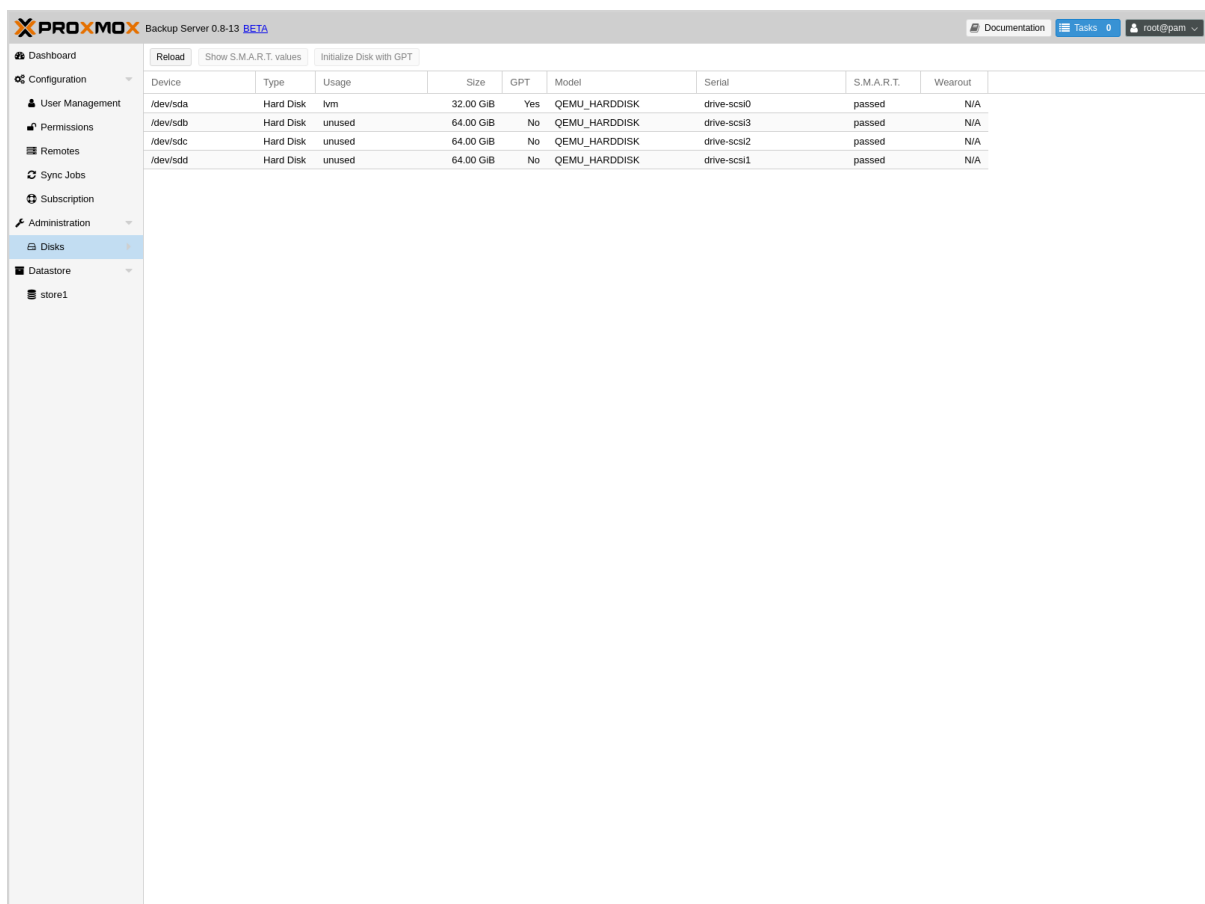 PROXMOX Backup Server 0.8-13 BETA Documentation Tasks 0 root@pam
Dashboard
Configuration
User Management
Permissions
Remotes
Sync Jobs
Subscription
Administration
Disks
Datastore
store1
Reload Show S.M.A.R.T. values Initialize Disk with GPT
Device Type Usage Size GPT Model Serial S.M.A.R.T. Wearout
/dev/sda Hard Disk lvm 32.00 GiB Yes QEMU_HARDDISK drive-scsi0 passed N/A
/dev/sdb Hard Disk unused 64.00 GiB No QEMU_HARDDISK drive-scsi3 passed N/A
/dev/sdc Hard Disk unused 64.00 GiB No QEMU_HARDDISK drive-scsi2 passed N/A
/dev/sdd Hard Disk unused 64.00 GiB No QEMU_HARDDISK drive-scsi1 passed N/A